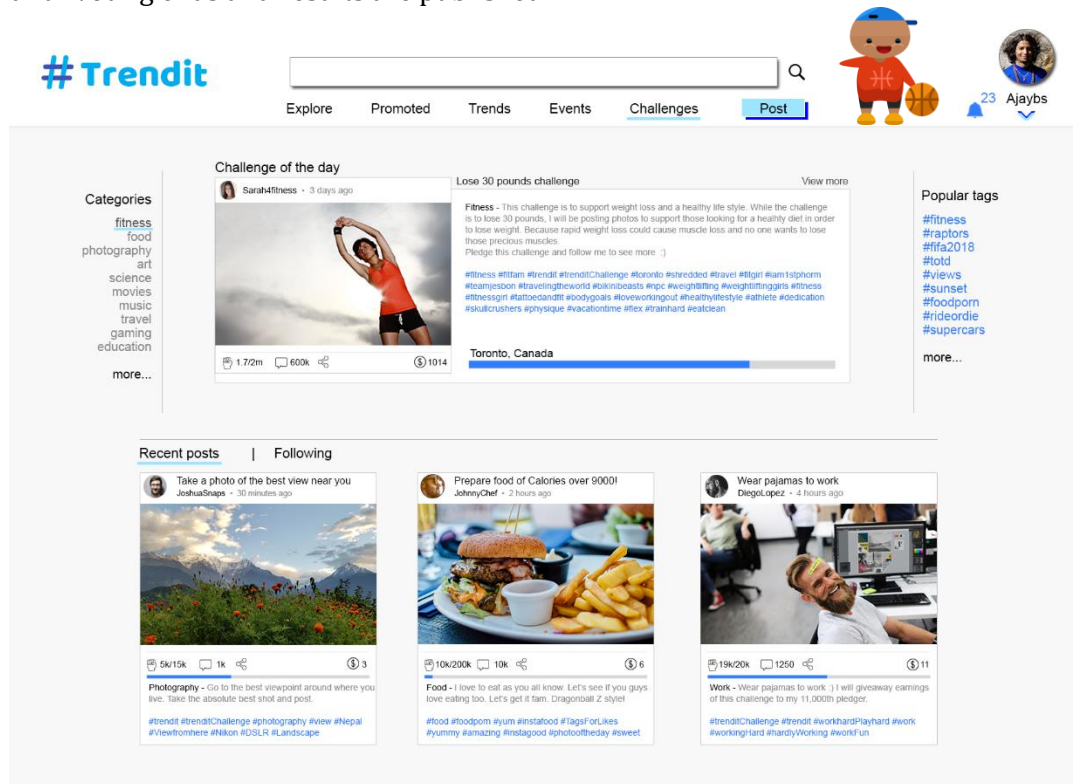 # Trendit
Explore Promoted Trends Events Challenges Post
23 Ajaybs
Categories
fitness
food
photography
art
science
movies
music
travel
gaming
education
more...
Challenge of the day
Sarah4fitness • 3 days ago
1.7/2m 600k $ 1014
Lose 30 pounds challenge View more
Fitness - This challenge is to support weight loss and a healthy life style. While the challenge
is to lose 30 pounds, I will be posting photos to support those looking for a healhty diet in order
to lose weight. Because rapid weight loss could cause muscle loss and no one wants to lose
those precious muscles.
Pledge this challenge and follow me to see more :)
#fitness #fitfam #trendit #trenditChallenge #toronto #shredded #travel #fitgirl #iam1stphorm
#teamjesbon #travelingtheworld #bikinibeasts #npc #weightlifting #weightliftinggirls #fitness
#fitnessgirl #tattoedandfit #bodygoals #loveworkingout #healthylifestyle #athlete #dedication
#skullcrushers #physique #vacationtime #flex #trainhard #eatclean
Toronto, Canada
Popular tags
#fitness
#raptors
#fifa2018
#totd
#views
#sunset
#foodporn
#rideordie
#supercars
more...
Recent posts | Following
Take a photo of the best view near you
JoshuaSnaps • 30 minutes ago
5k/15k 1k $ 3
Photography - Go to the best viewpoint around where you
live. Take the absolute best shot and post.
#trendit #trenditChallenge #photography #view #Nepal
#Viewfromhere #Nikon #DSLR #Landscape
Prepare food of Calories over 9000!
JohnnyChef • 2 hours ago
10k/200k 10k $ 6
Food - I love to eat as you all know. Let's see if you guys
love eating too. Let's get it fam. Dragonball Z style!
#food #foodporn #yum #instafood #TagsForLikes
#yummy #amazing #instagood #photooftheday #sweet
Wear pajamas to work
DiegoLopez • 4 hours ago
19k/20k 1250 $ 11
Work - Wear pajamas to work :) I will giveaway earnings
of this challenge to my 11,000th pledger.
#trenditChallenge #trendit #workhardPlayhard #work
#workingHard #hardlyWorking #workFun